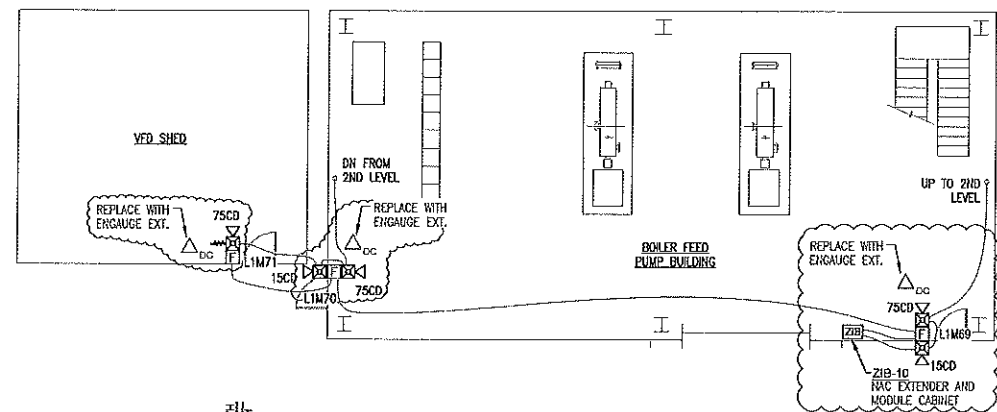 VFD SHED
REPLACE WITH
ENGAUGE EXT.
DC
75CD
F
L1M71
DN FROM
2ND LEVEL
REPLACE WITH
ENGAUGE EXT.
DC
15CD
F
75CD
L1M70
BOILER FEED
PUMP BUILDING
UP TO 2ND
LEVEL
REPLACE WITH
ENGAUGE EXT.
DC
75CD
F
L1M69
15CD
ZIB
ZIB-10
NAC EXTENDER AND
MODULE CABINET